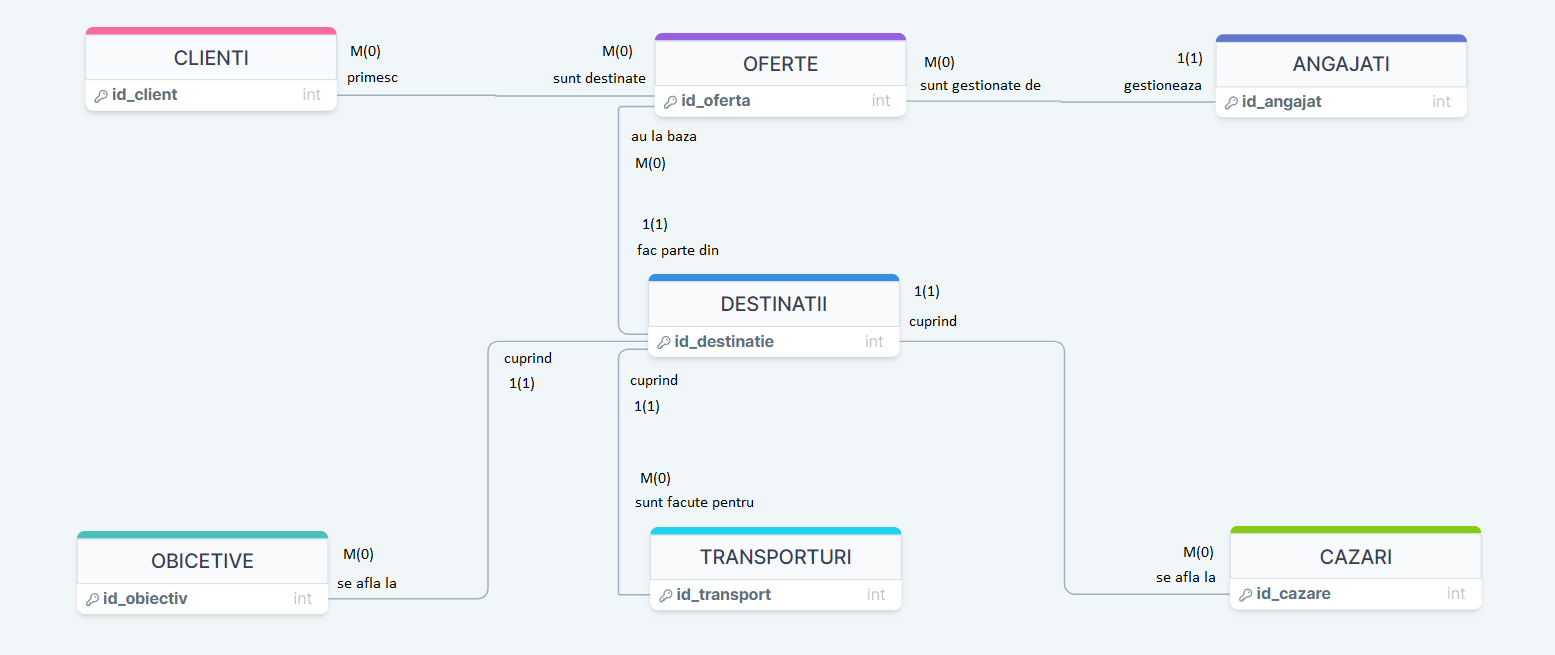 CLIENTI
id_client int
M(0)
primesc
M(0)
sunt destinate
OFERTE
id_oferta int
M(0)
sunt gestionate de
1(1)
gestioneaza
ANGAJATI
id_angajat int
au la baza
M(0)
1(1)
fac parte din
DESTINATII
id_destinatie int
1(1)
cuprind
cuprind
1(1)
cuprind
1(1)
M(0)
sunt facute pentru
OBICETIVE
id_obiectiv int
M(0)
se afla la
TRANSPORTURI
id_transport int
M(0)
se afla la
CAZARI
id_cazare int